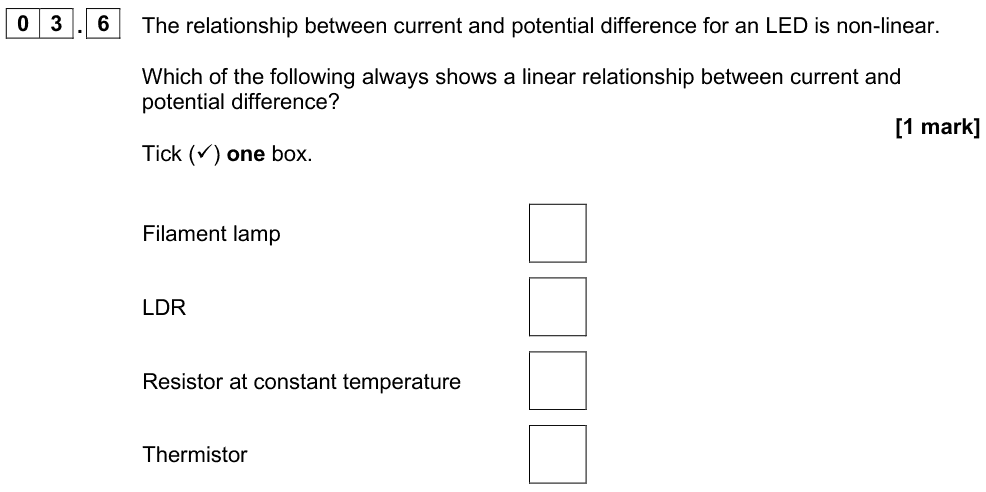 0 3 . 6 The relationship between current and potential difference for an LED is non-linear.
Which of the following always shows a linear relationship between current and
potential difference?
[1 mark]
Tick (✓) one box.
Filament lamp
LDR
Resistor at constant temperature
Thermistor